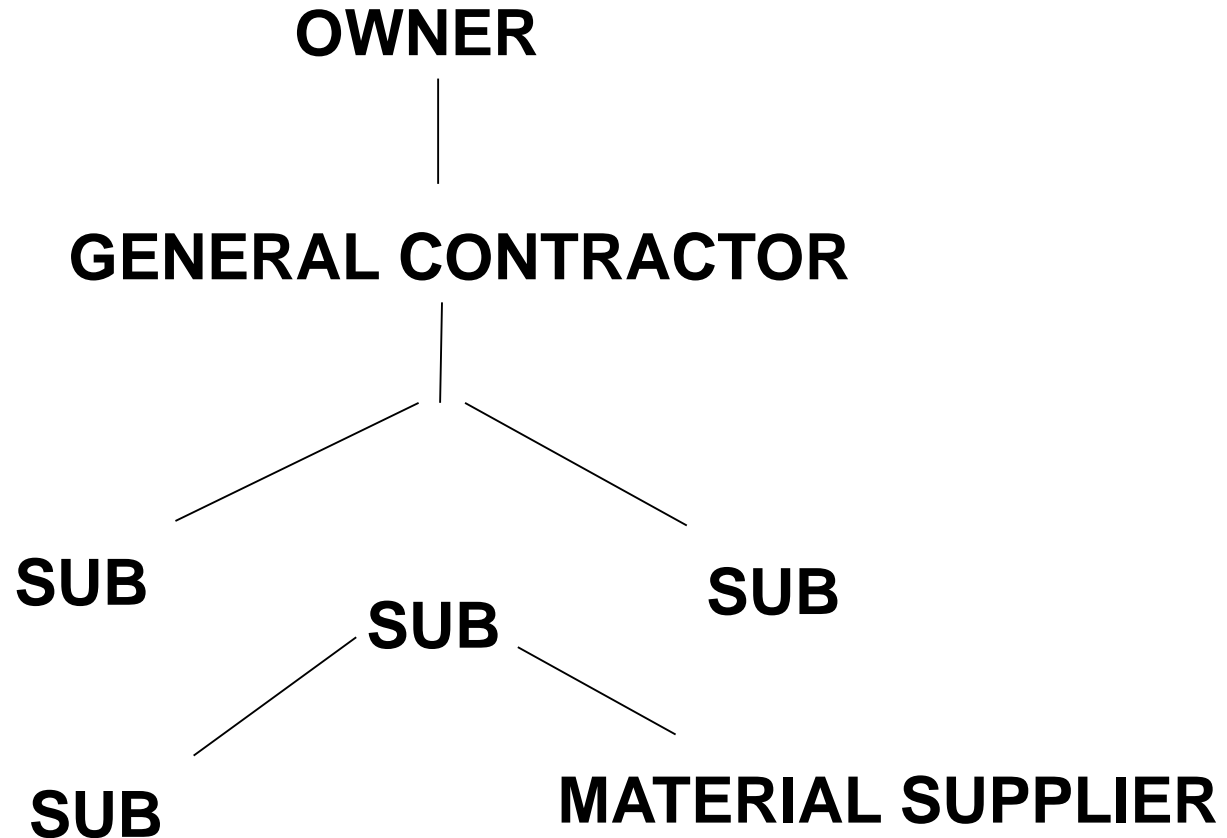 OWNER
GENERAL CONTRACTOR
SUB
SUB
SUB
SUB
MATERIAL SUPPLIER